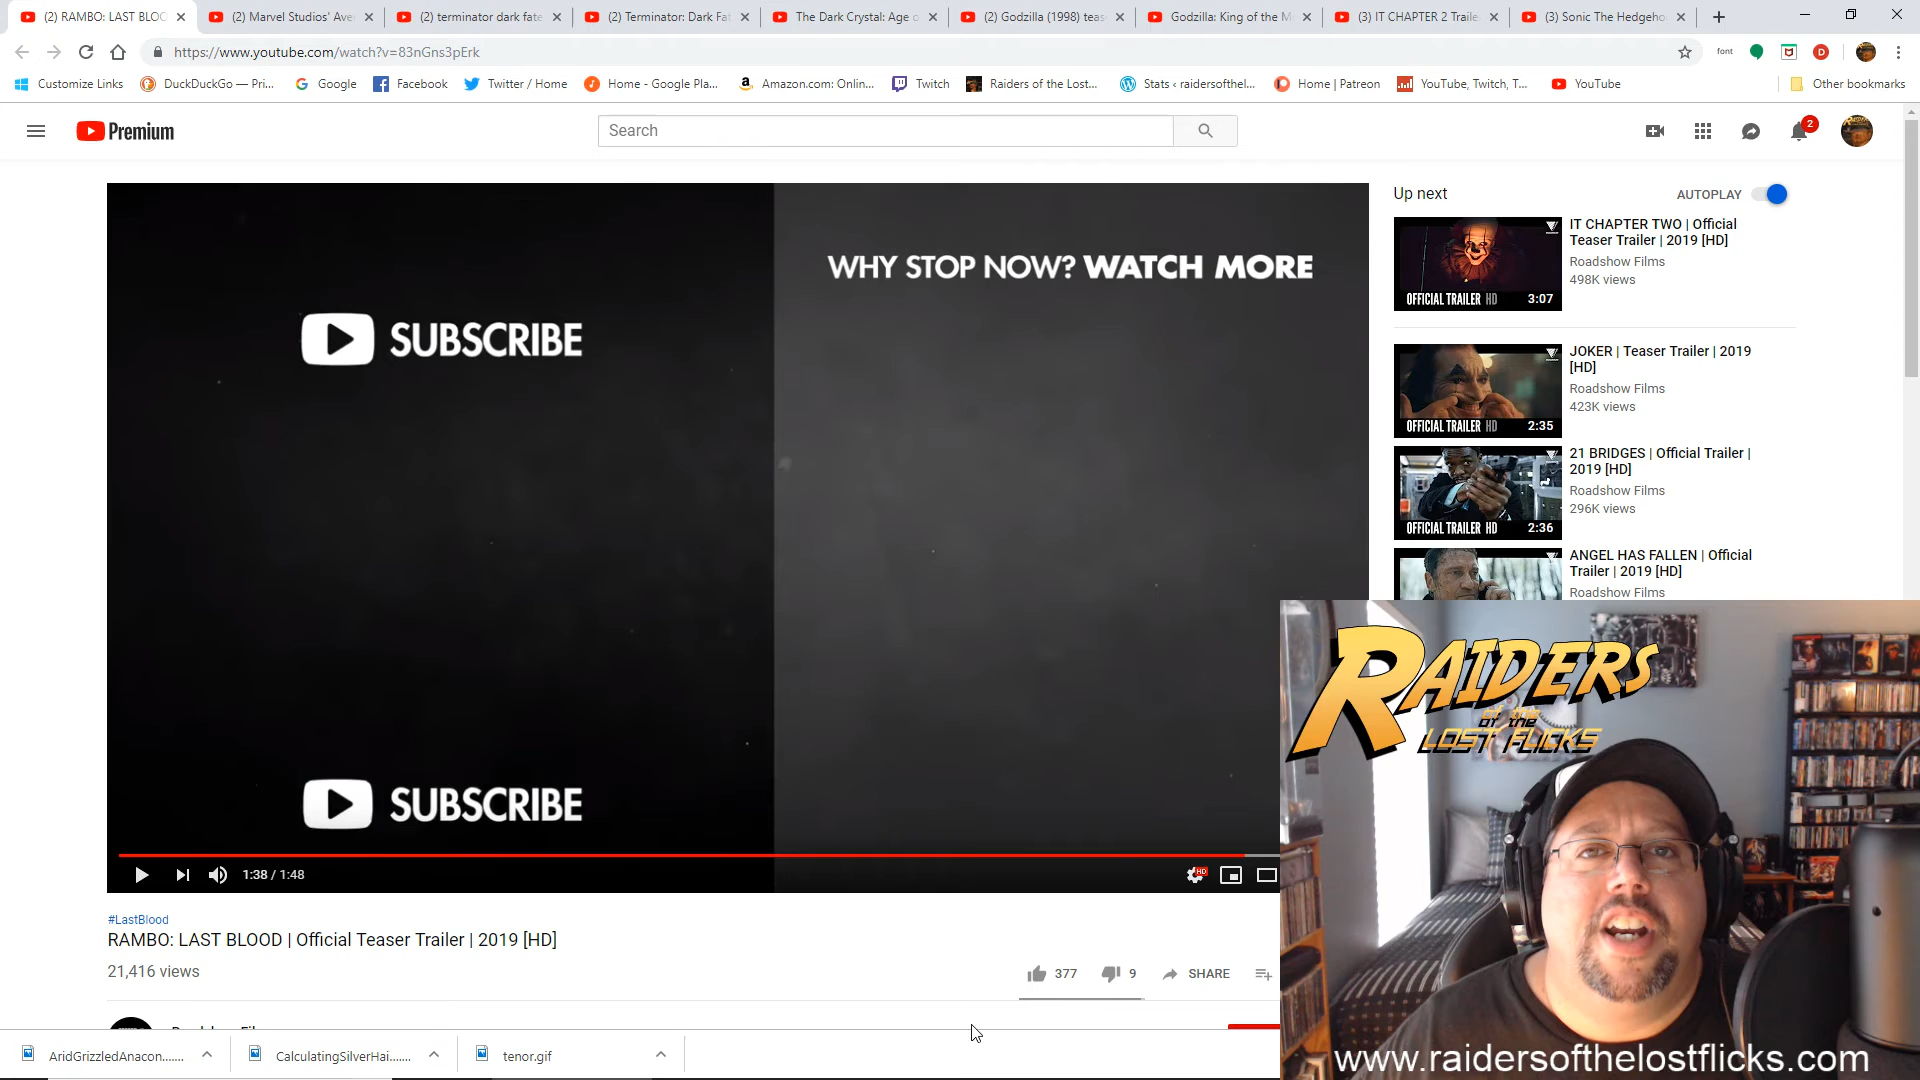 (2) RAMBO: LAST BLOO
(2) Marvel Studios' Ave
(2) terminator dark fate
(2) Terminator: Dark Fat
The Dark Crystal: Age o
(2) Godzilla (1998) teas
Godzilla: King of the M
(3) IT CHAPTER 2 Traile
(3) Sonic The Hedgeho
https://www.youtube.com/watch?v=83nGns3pErk
font
Customize Links
DuckDuckGo — Pri...
Google
Facebook
Twitter / Home
Home - Google Pla...
Amazon.com: Onlin...
Twitch
Raiders of the Lost...
Stats ‹ raidersofthel...
Home | Patreon
YouTube, Twitch, T...
YouTube
Other bookmarks
Premium
Search
2
WHY STOP NOW? WATCH MORE
SUBSCRIBE
SUBSCRIBE
1:38 / 1:48
HD
#LastBlood
RAMBO: LAST BLOOD | Official Teaser Trailer | 2019 [HD]
21,416 views
377
9
SHARE
Up next
AUTOPLAY
OFFICIAL TRAILER HD
3:07
IT CHAPTER TWO | Official
Teaser Trailer | 2019 [HD]
Roadshow Films
498K views
OFFICIAL TRAILER HD
2:35
JOKER | Teaser Trailer | 2019
[HD]
Roadshow Films
423K views
OFFICIAL TRAILER HD
2:36
21 BRIDGES | Official Trailer |
2019 [HD]
Roadshow Films
296K views
ANGEL HAS FALLEN | Official
Trailer | 2019 [HD]
Roadshow Films
RAIDERS
of the
LOST FLICKS
AridGrizzledAnacon......
CalculatingSilverHai......
tenor.gif
www.raidersofthelostflicks.com